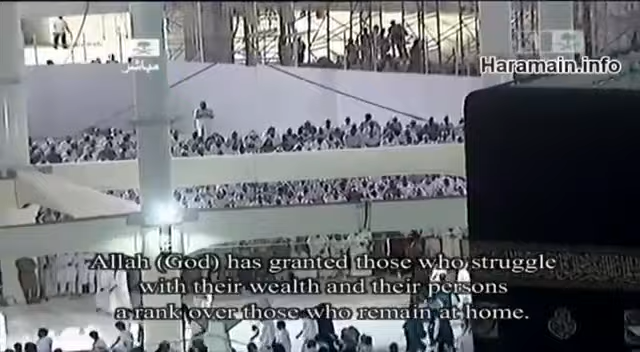 مباشر
Haramain.info
Allah (God) has granted those who struggle
with their wealth and their persons
a rank over those who remain at home.